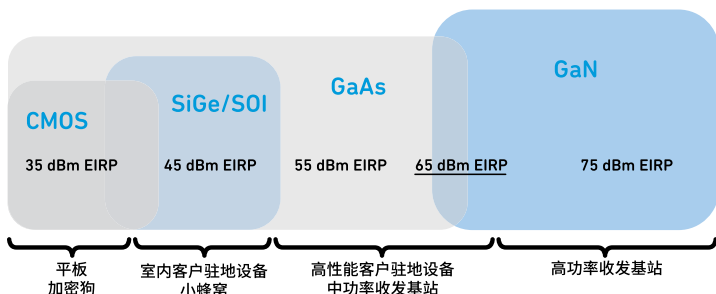 GaN
GaAs
SiGe/SOI
CMOS
35 dBm EIRP
45 dBm EIRP
55 dBm EIRP
65 dBm EIRP
75 dBm EIRP
平板
加密狗
室内客户驻地设备
小蜂窝
高性能客户驻地设备
中功率收发基站
高功率收发基站